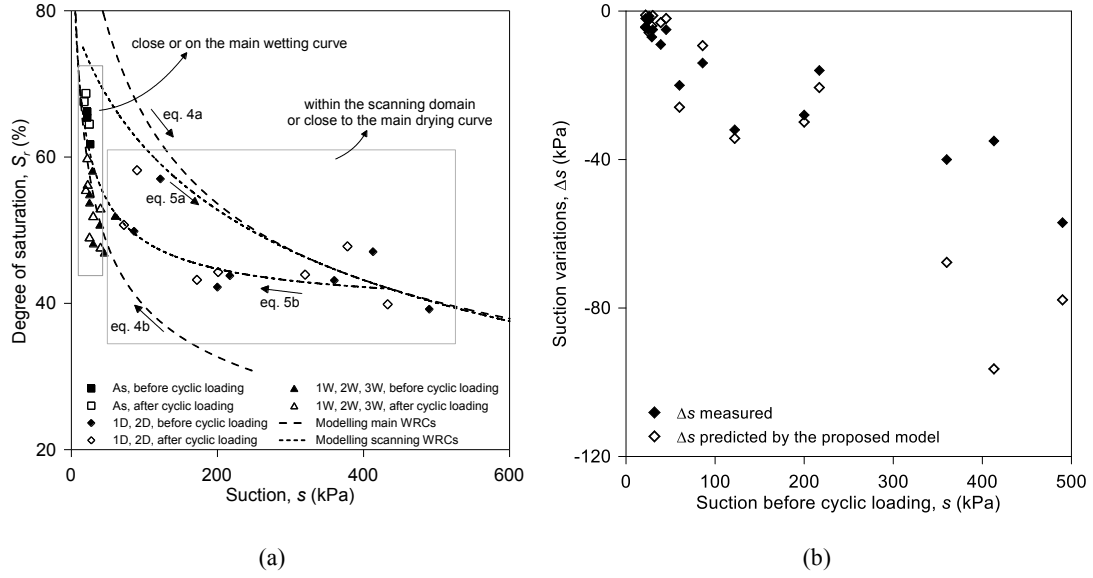 80
60
40
20
0
200
400
600
Degree of saturation, Sr (%)
Suction, s (kPa)
close or on the main wetting curve
within the scanning domain
or close to the main drying curve
eq. 4a
eq. 5a
eq. 5b
eq. 4b
As, before cyclic loading
As, after cyclic loading
1D, 2D, before cyclic loading
1D, 2D, after cyclic loading
1W, 2W, 3W, before cyclic loading
1W, 2W, 3W, after cyclic loading
Modelling main WRCs
Modelling scanning WRCs
(a)
0
-40
-80
-120
0
100
200
300
400
500
Suction variations, Δs (kPa)
Suction before cyclic loading, s (kPa)
Δs measured
Δs predicted by the proposed model
(b)